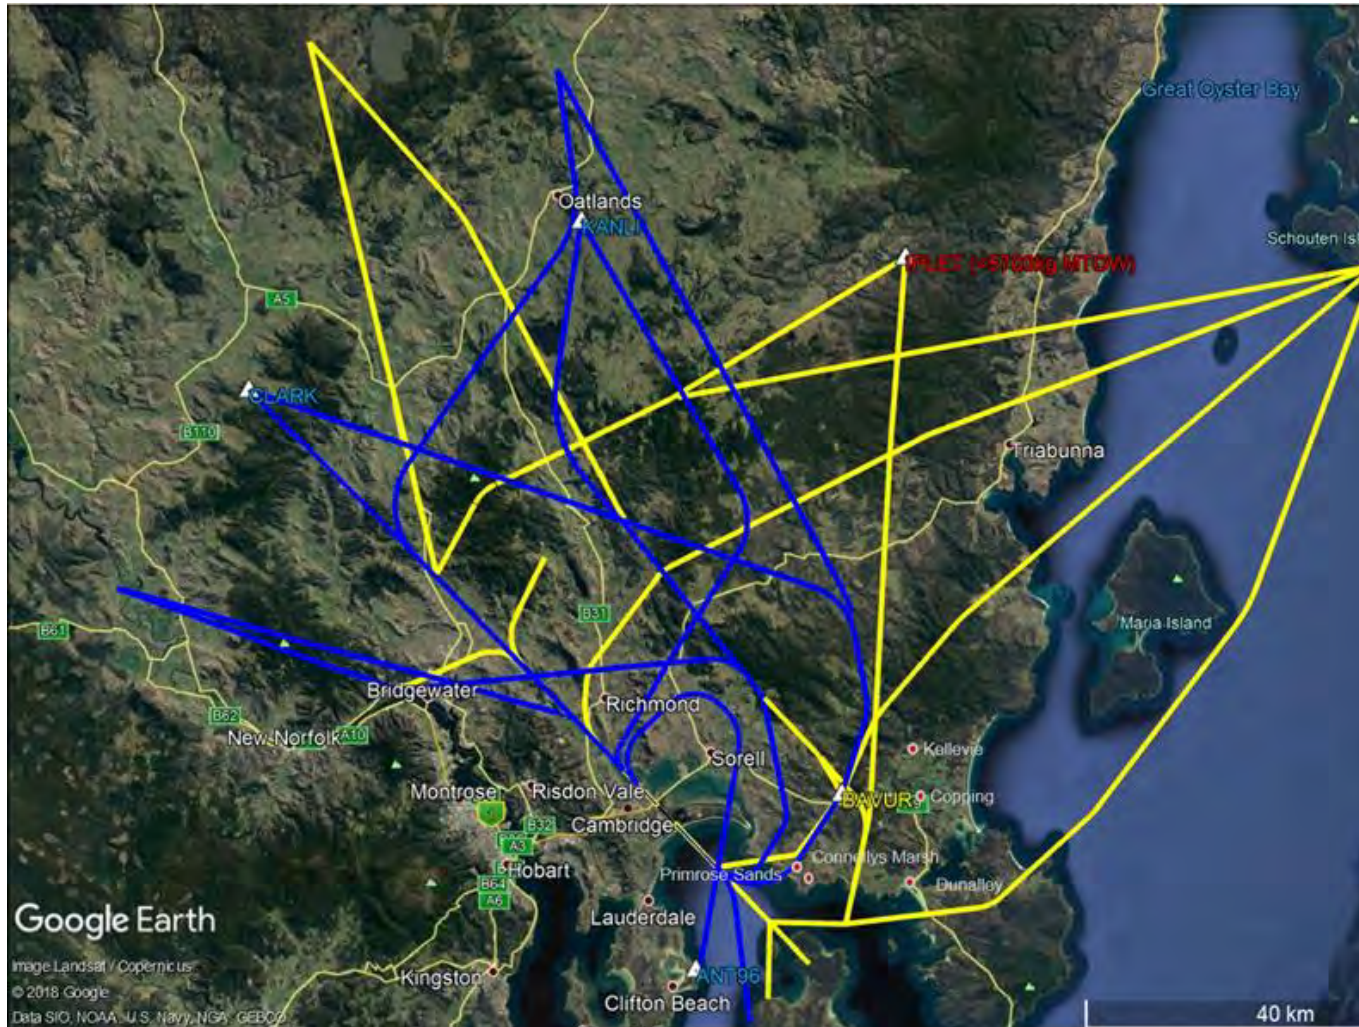 Great Oyster Bay
Oatlands
KANLI
Schouten Isl
(<5700kg MTOW)
A5
CLARK
B110
Triabunna
B31
Maria Island
B61
Bridgewater
Richmond
B62
New Norfolk
A10
Sorell
Kellevie
Montrose
Risdon Vale
BAVUR
Copping
Cambridge
B32
A3
Hobart
Connellys Marsh
Primrose Sands
Dunalley
B64
A6
Lauderdale
Google Earth
Kingston
ANT96
Clifton Beach
Image Landsat / Copernicus
© 2018 Google
Data SIO, NOAA, U.S. Navy, NGA, GEBCO
40 km